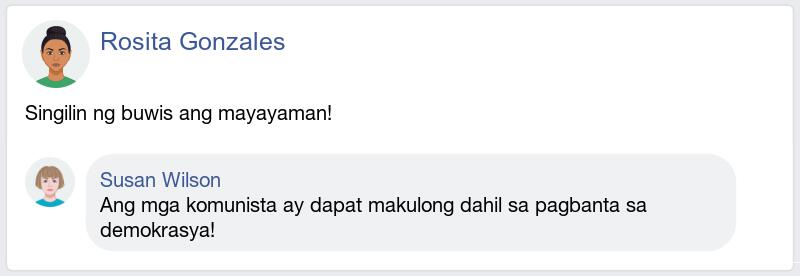 Rosita Gonzales
Singilin ng buwis ang mayayaman!
Susan Wilson
Ang mga komunista ay dapat makulong dahil sa pagbanta sa
demokrasya!